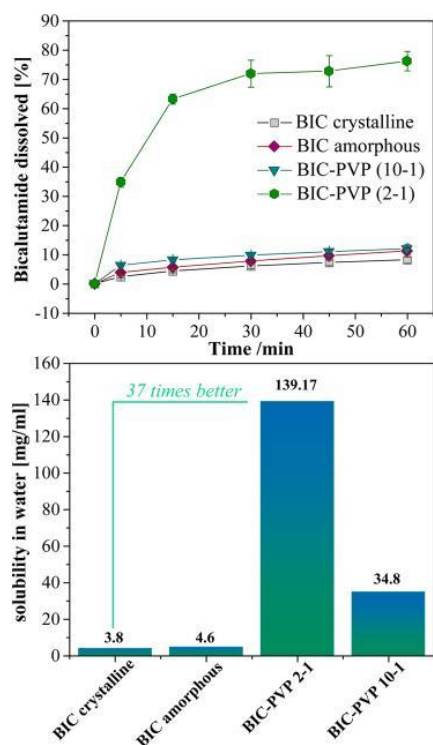 90
80
70
60
50
40
30
20
10
0
-10
Bicalutamide dissolved [%]
BIC crystalline
BIC amorphous
BIC-PVP (10-1)
BIC-PVP (2-1)
0 10 20 30 40 50 60
Time /min
160
140
120
100
80
60
40
20
0
solubility in water [mg/ml]
37 times better
139.17
34.8
3.8
4.6
BIC crystalline
BIC amorphous
BIC-PVP 2-1
BIC-PVP 10-1